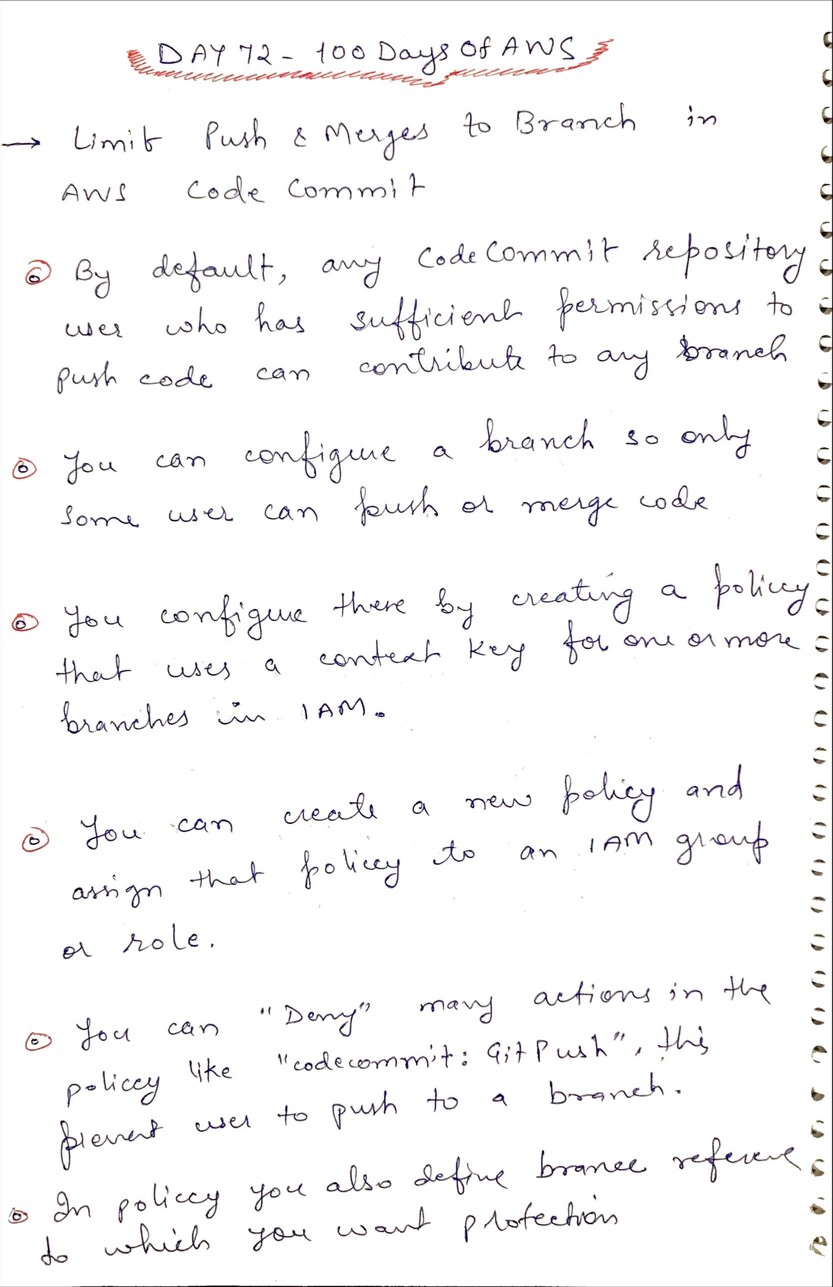 DAY 72 - 100 Days Of AWS
→ Limit Push & Merges to Branch in
AWS Code Commit
By default, any CodeCommit repository
user who has sufficient permissions to
push code can contribute to any branch
You can configure a branch so only
some user can push or merge code
You configure there by creating a policy
that uses a context key for one or more
branches in IAM.
You can create a new policy and
assign that policy to an IAM group
or role.
You can "Deny" many actions in the
policey like "codecommit: GitPush", this
prevent user to push to a branch.
In policcy you also define brance reference
to which you want protection